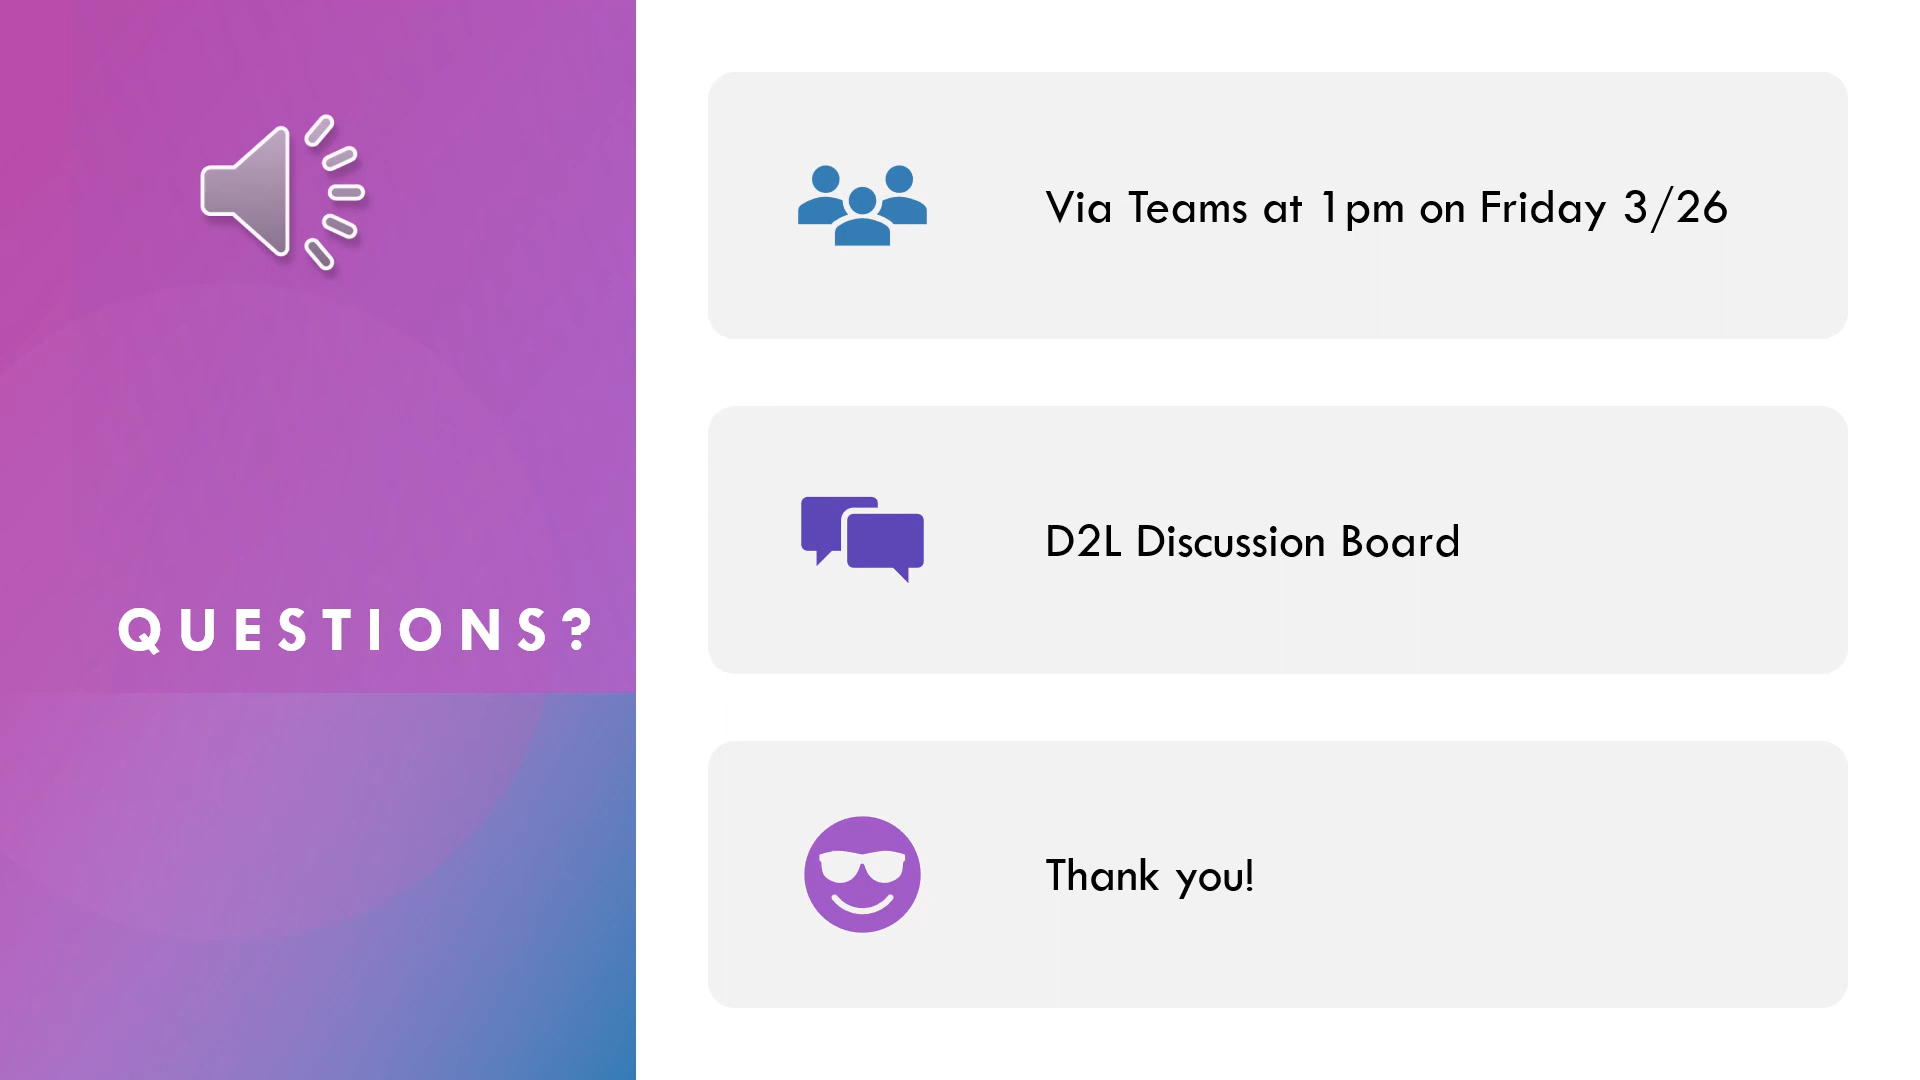 QUESTIONS?
Via Teams at 1pm on Friday 3/26
D2L Discussion Board
Thank you!